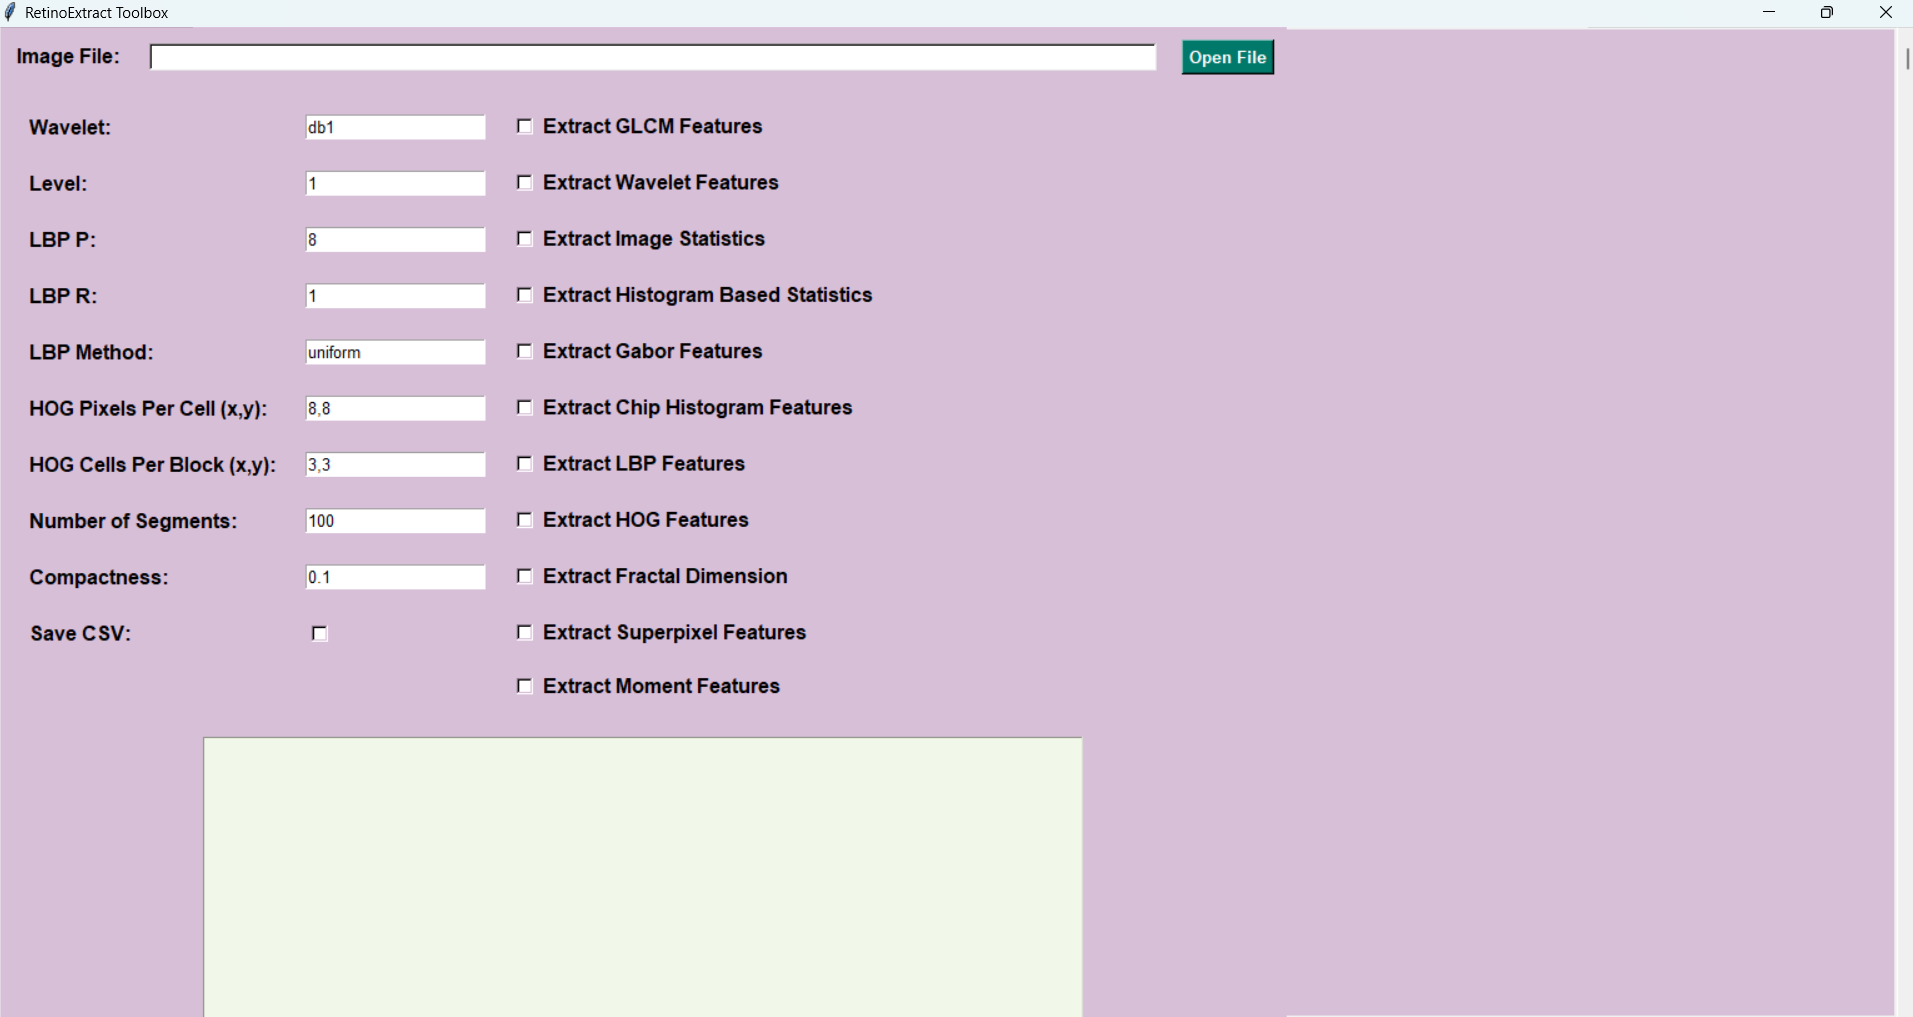 RetinoExtract Toolbox
Image File: Open File
Wavelet: db1 Extract GLCM Features
Level: 1 Extract Wavelet Features
LBP P: 8 Extract Image Statistics
LBP R: 1 Extract Histogram Based Statistics
LBP Method: uniform Extract Gabor Features
HOG Pixels Per Cell (x,y): 8,8 Extract Chip Histogram Features
HOG Cells Per Block (x,y): 3,3 Extract LBP Features
Number of Segments: 100 Extract HOG Features
Compactness: 0.1 Extract Fractal Dimension
Save CSV: Extract Superpixel Features
Extract Moment Features